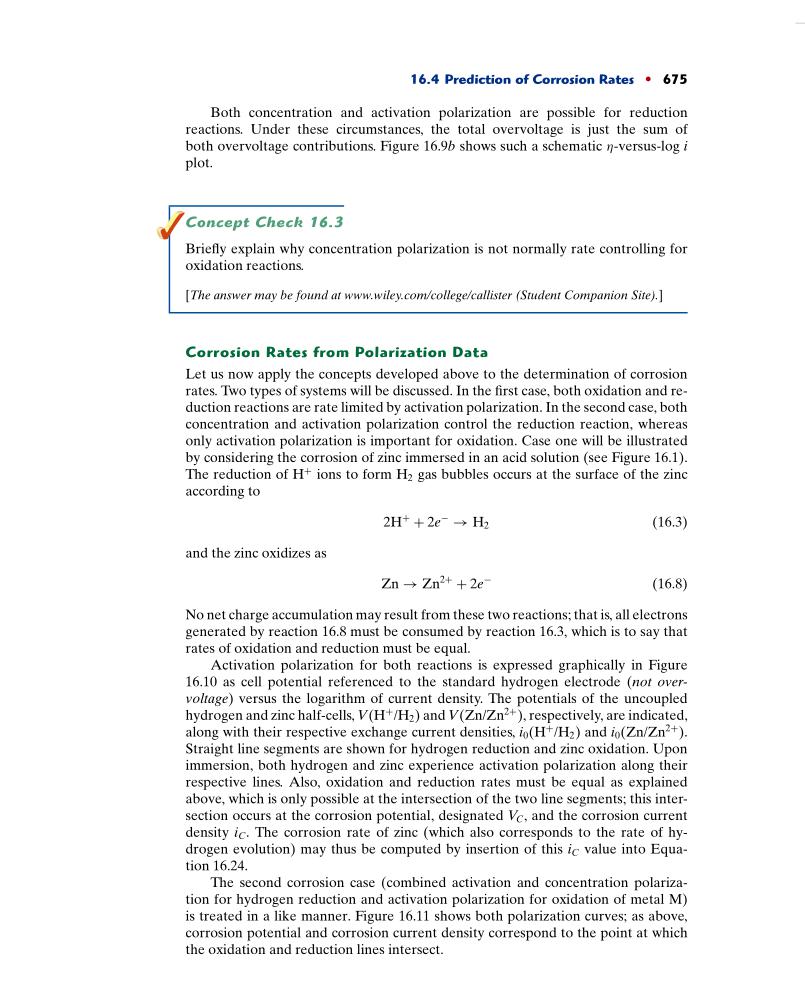 16.4 Prediction of Corrosion Rates • 675
Both concentration and activation polarization are possible for reduction
reactions. Under these circumstances, the total overvoltage is just the sum of
both overvoltage contributions. Figure 16.9b shows such a schematic η-versus-log i
plot.
Concept Check 16.3
Briefly explain why concentration polarization is not normally rate controlling for
oxidation reactions.
[The answer may be found at www.wiley.com/college/callister (Student Companion Site).]
Corrosion Rates from Polarization Data
Let us now apply the concepts developed above to the determination of corrosion
rates. Two types of systems will be discussed. In the first case, both oxidation and re-
duction reactions are rate limited by activation polarization. In the second case, both
concentration and activation polarization control the reduction reaction, whereas
only activation polarization is important for oxidation. Case one will be illustrated
by considering the corrosion of zinc immersed in an acid solution (see Figure 16.1).
The reduction of H⁺ ions to form H₂ gas bubbles occurs at the surface of the zinc
according to
2H⁺ + 2e⁻ → H₂ (16.3)
and the zinc oxidizes as
Zn → Zn²⁺ + 2e⁻ (16.8)
No net charge accumulation may result from these two reactions; that is, all electrons
generated by reaction 16.8 must be consumed by reaction 16.3, which is to say that
rates of oxidation and reduction must be equal.
Activation polarization for both reactions is expressed graphically in Figure
16.10 as cell potential referenced to the standard hydrogen electrode (not over-
voltage) versus the logarithm of current density. The potentials of the uncoupled
hydrogen and zinc half-cells, V(H⁺/H₂) and V(Zn/Zn²⁺), respectively, are indicated,
along with their respective exchange current densities, i₀(H⁺/H₂) and i₀(Zn/Zn²⁺).
Straight line segments are shown for hydrogen reduction and zinc oxidation. Upon
immersion, both hydrogen and zinc experience activation polarization along their
respective lines. Also, oxidation and reduction rates must be equal as explained
above, which is only possible at the intersection of the two line segments; this inter-
section occurs at the corrosion potential, designated V_C, and the corrosion current
density i_C. The corrosion rate of zinc (which also corresponds to the rate of hy-
drogen evolution) may thus be computed by insertion of this i_C value into Equa-
tion 16.24.
The second corrosion case (combined activation and concentration polariza-
tion for hydrogen reduction and activation polarization for oxidation of metal M)
is treated in a like manner. Figure 16.11 shows both polarization curves; as above,
corrosion potential and corrosion current density correspond to the point at which
the oxidation and reduction lines intersect.